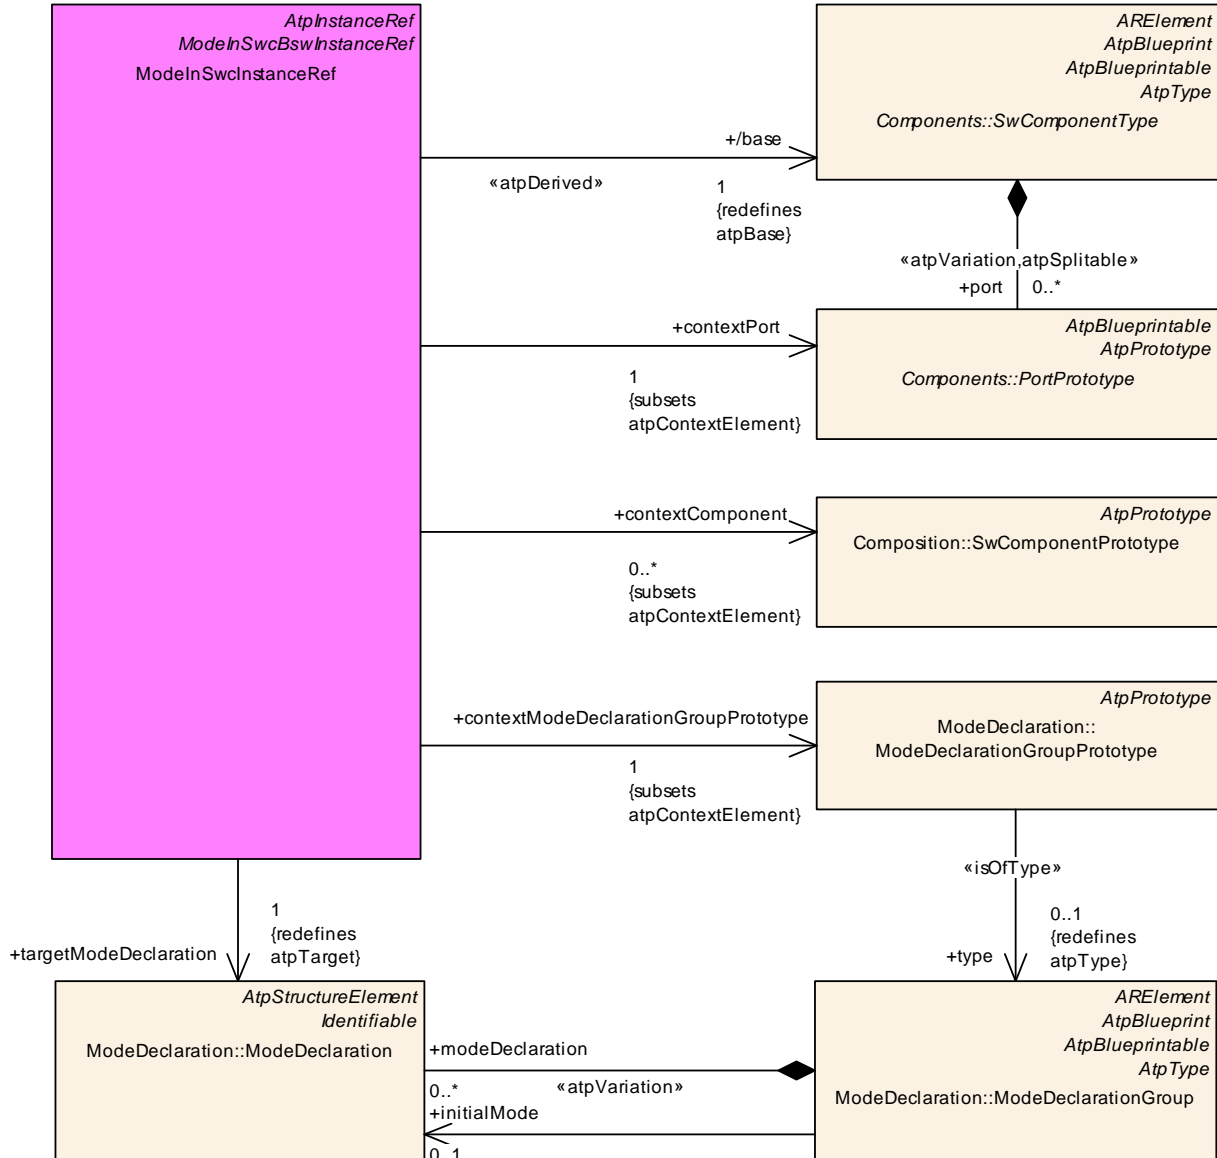 AtpInstanceRef
ModeInSwcBswInstanceRef
ModeInSwcInstanceRef
ARElement
AtpBlueprint
AtpBlueprintable
AtpType
Components::SwComponentType
+/base
«atpDerived»
1
{redefines
atpBase}
«atpVariation,atpSplitable»
+port
0..*
+contextPort
1
{subsets
atpContextElement}
AtpBlueprintable
AtpPrototype
Components::PortPrototype
+contextComponent
0..*
{subsets
atpContextElement}
AtpPrototype
Composition::SwComponentPrototype
+contextModeDeclarationGroupPrototype
1
{subsets
atpContextElement}
AtpPrototype
ModeDeclaration::
ModeDeclarationGroupPrototype
«isOfType»
+type
0..1
{redefines
atpType}
+targetModeDeclaration
1
{redefines
atpTarget}
AtpStructureElement
Identifiable
ModeDeclaration::ModeDeclaration
+modeDeclaration
0..*
«atpVariation»
+initialMode
0..1
ARElement
AtpBlueprint
AtpBlueprintable
AtpType
ModeDeclaration::ModeDeclarationGroup